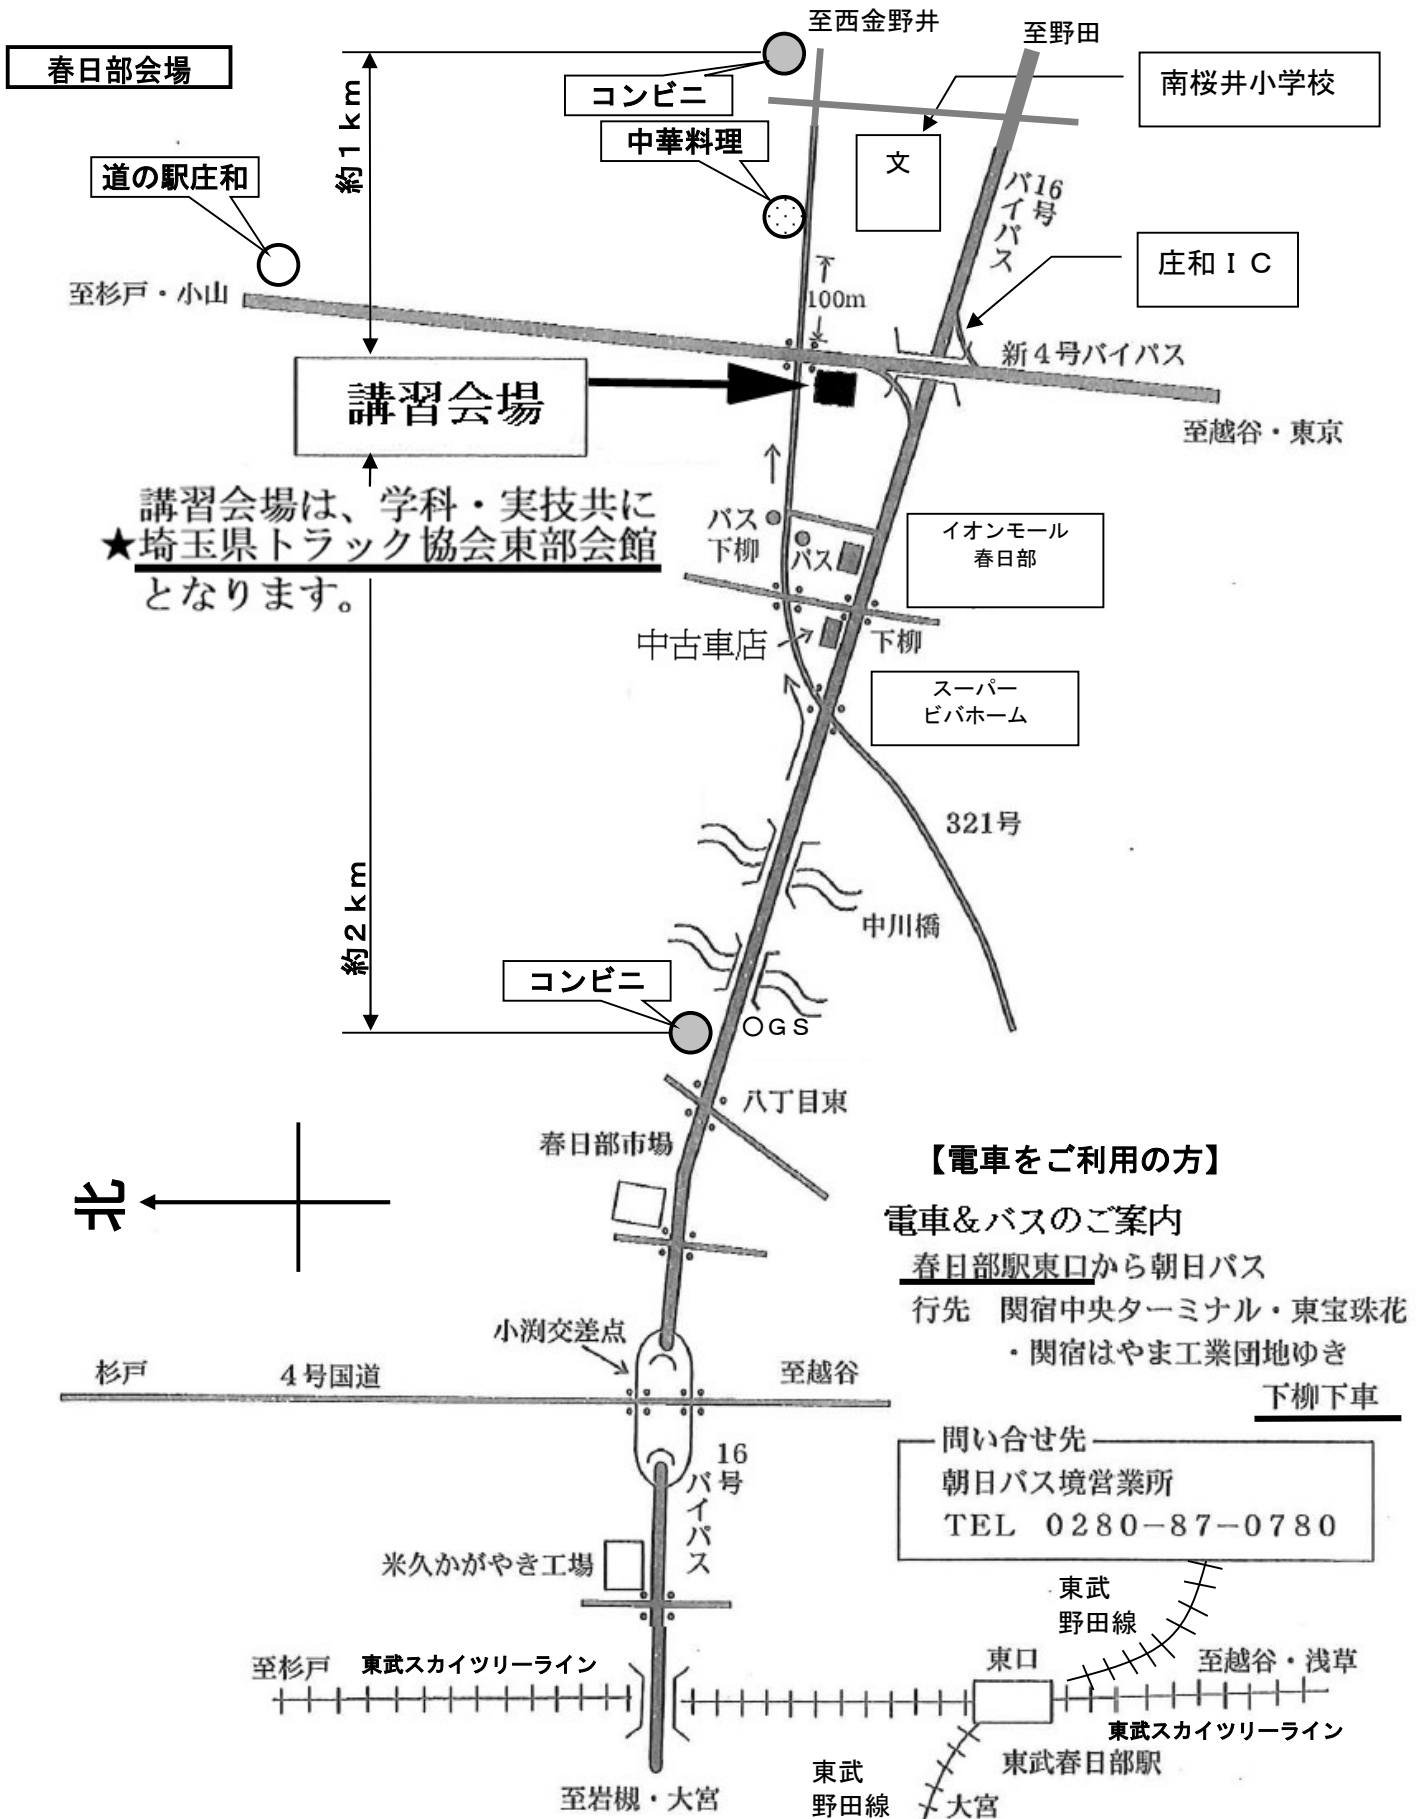 至西金野井
至野田
春日部会場
コンビニ
南桜井小学校
約１ｋｍ
中華料理
文
道の駅庄和
16号
バイパス
庄和ＩＣ
至杉戸・小山
100m
新４号バイパス
講習会場
至越谷・東京
講習会場は、学科・実技共に
★埼玉県トラック協会東部会館
となります。
バス
下柳
バス
イオンモール
春日部
中古車店
下柳
スーパー
ビバホーム
321号
中川橋
約２ｋｍ
コンビニ
ＧＳ
八丁目東
春日部市場
北
【電車をご利用の方】
電車＆バスのご案内
春日部駅東口から朝日バス
行先　関宿中央ターミナル・東宝珠花
・関宿はやま工業団地ゆき
下柳下車
小渕交差点
杉戸
４号国道
至越谷
問い合せ先
朝日バス境営業所
TEL　0280−87−0780
16号
バイパス
米久かがやき工場
東武
野田線
至杉戸
東武スカイツリーライン
東口
至越谷・浅草
東武スカイツリーライン
東武春日部駅
東武
野田線
大宮
至岩槻・大宮